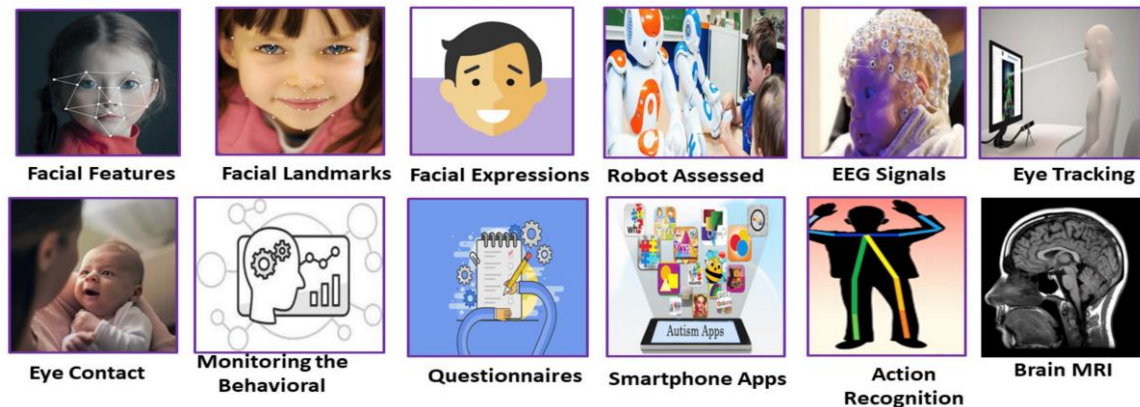 Facial Features
Facial Landmarks
Facial Expressions
Robot Assessed
EEG Signals
Eye Tracking
Eye Contact
Monitoring the
Behavioral
Questionnaires
Autism Apps
Smartphone Apps
Action
Recognition
Brain MRI